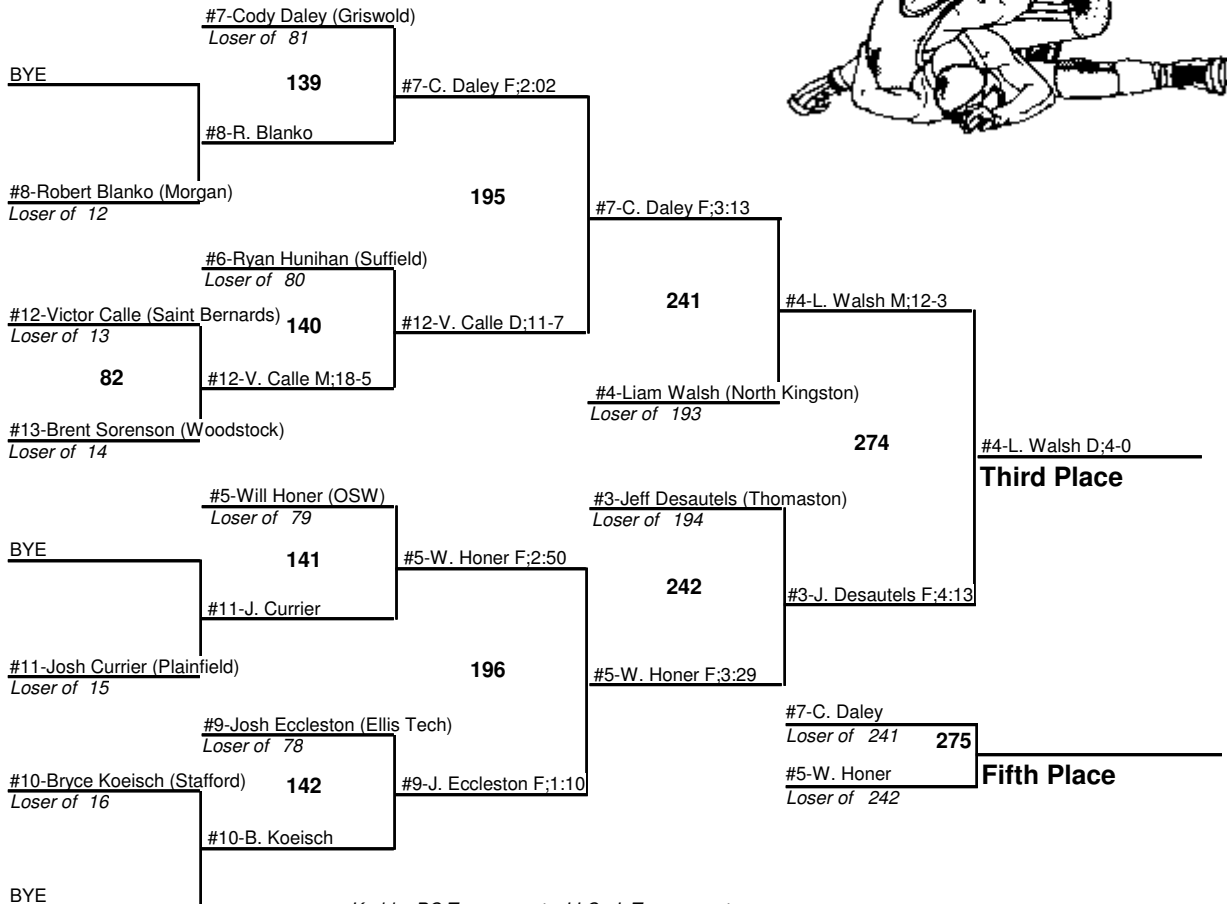 #7-Cody Daley (Griswold)
Loser of 81
BYE
139
#7-C. Daley F;2:02
#8-R. Blanko
#8-Robert Blanko (Morgan)
Loser of 12
195
#7-C. Daley F;3:13
#6-Ryan Hunihan (Suffield)
Loser of 80
#12-Victor Calle (Saint Bernards)
Loser of 13
140
#12-V. Calle D;11-7
241
#4-L. Walsh M;12-3
82
#12-V. Calle M;18-5
#4-Liam Walsh (North Kingston)
Loser of 193
#13-Brent Sorenson (Woodstock)
Loser of 14
274
#4-L. Walsh D;4-0
Third Place
#5-Will Honer (OSW)
Loser of 79
#3-Jeff Desautels (Thomaston)
Loser of 194
BYE
141
#5-W. Honer F;2:50
242
#3-J. Desautels F;4:13
#11-J. Currier
#11-Josh Currier (Plainfield)
Loser of 15
196
#5-W. Honer F;3:29
#9-Josh Eccleston (Ellis Tech)
Loser of 78
#7-C. Daley
Loser of 241
275
#10-Bryce Koeisch (Stafford)
Loser of 16
142
#9-J. Eccleston F;1:10
#5-W. Honer
Loser of 242
Fifth Place
#10-B. Koeisch
BYE